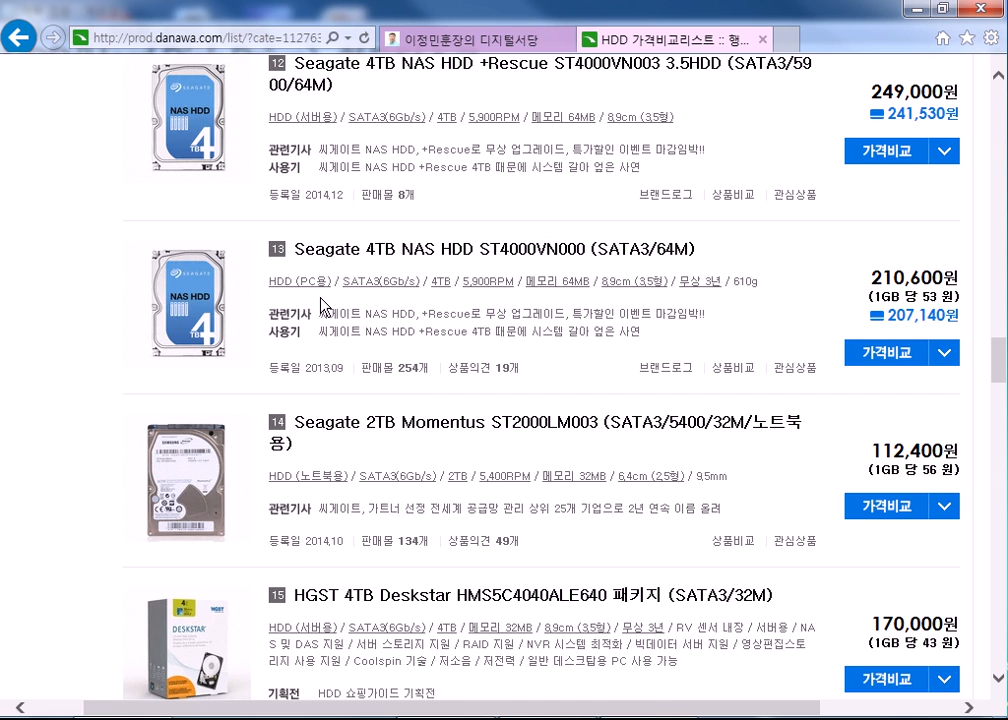 http://prod.danawa.com/list/?cate=11276:
이정민훈장의 디지털서당
HDD 가격비교리스트 :: 행...
12 Seagate 4TB NAS HDD +Rescue ST4000VN003 3.5HDD (SATA3/59
00/64M)
249,000원
241,530원
HDD (서버용) / SATA3(6Gb/s) / 4TB / 5,900RPM / 메모리 64MB / 8,9cm (3,5형)
관련기사 씨게이트 NAS HDD, +Rescue로 무상 업그레이드, 특가할인 이벤트 마감임박!!
사용기 씨게이트 NAS HDD +Rescue 4TB 때문에 시스템 갈아 엎은 사연
가격비교
등록일 2014,12 판매몰 8개
브랜드로그 상품비교 관심상품
SEAGATE
NAS HDD
4TB
13 Seagate 4TB NAS HDD ST4000VN000 (SATA3/64M)
210,600원
(1GB 당 53 원)
207,140원
HDD (PC용) / SATA3(6Gb/s) / 4TB / 5,900RPM / 메모리 64MB / 8,9cm (3,5형) / 무상 3년 / 610g
관련기사 씨게이트 NAS HDD, +Rescue로 무상 업그레이드, 특가할인 이벤트 마감임박!!
사용기 씨게이트 NAS HDD +Rescue 4TB 때문에 시스템 갈아 엎은 사연
가격비교
등록일 2013,09 판매몰 254개 상품의견 19개
브랜드로그 상품비교 관심상품
SEAGATE
NAS HDD
4TB
14 Seagate 2TB Momentus ST2000LM003 (SATA3/5400/32M/노트북
용)
112,400원
(1GB 당 56 원)
HDD (노트북용) / SATA3(6Gb/s) / 2TB / 5,400RPM / 메모리 32MB / 6,4cm (2,5형) / 9,5mm
관련기사 씨게이트, 가트너 선정 전세계 공급망 관리 상위 25개 기업으로 2년 연속 이름 올려
가격비교
등록일 2014,10 판매몰 134개 상품의견 49개
상품비교 관심상품
SAMSUNG
15 HGST 4TB Deskstar HMS5C4040ALE640 패키지 (SATA3/32M)
170,000원
(1GB 당 43 원)
HDD (서버용) / SATA3(6Gb/s) / 4TB / 메모리 32MB / 8,9cm (3,5형) / 무상 3년 / RV 센서 내장 / 서버용 / NA
S 및 DAS 지원 / 서버 스토리지 지원 / RAID 지원 / NVR 시스템 최적화 / 빅데이터 서버 지원 / 영상편집스토
리지 사용 지원 / Coolspin 기술 / 저소음 / 저전력 / 일반 데스크탑용 PC 사용 가능
가격비교
기획전 HDD 쇼핑가이드 기획전
HGST
DESKSTAR